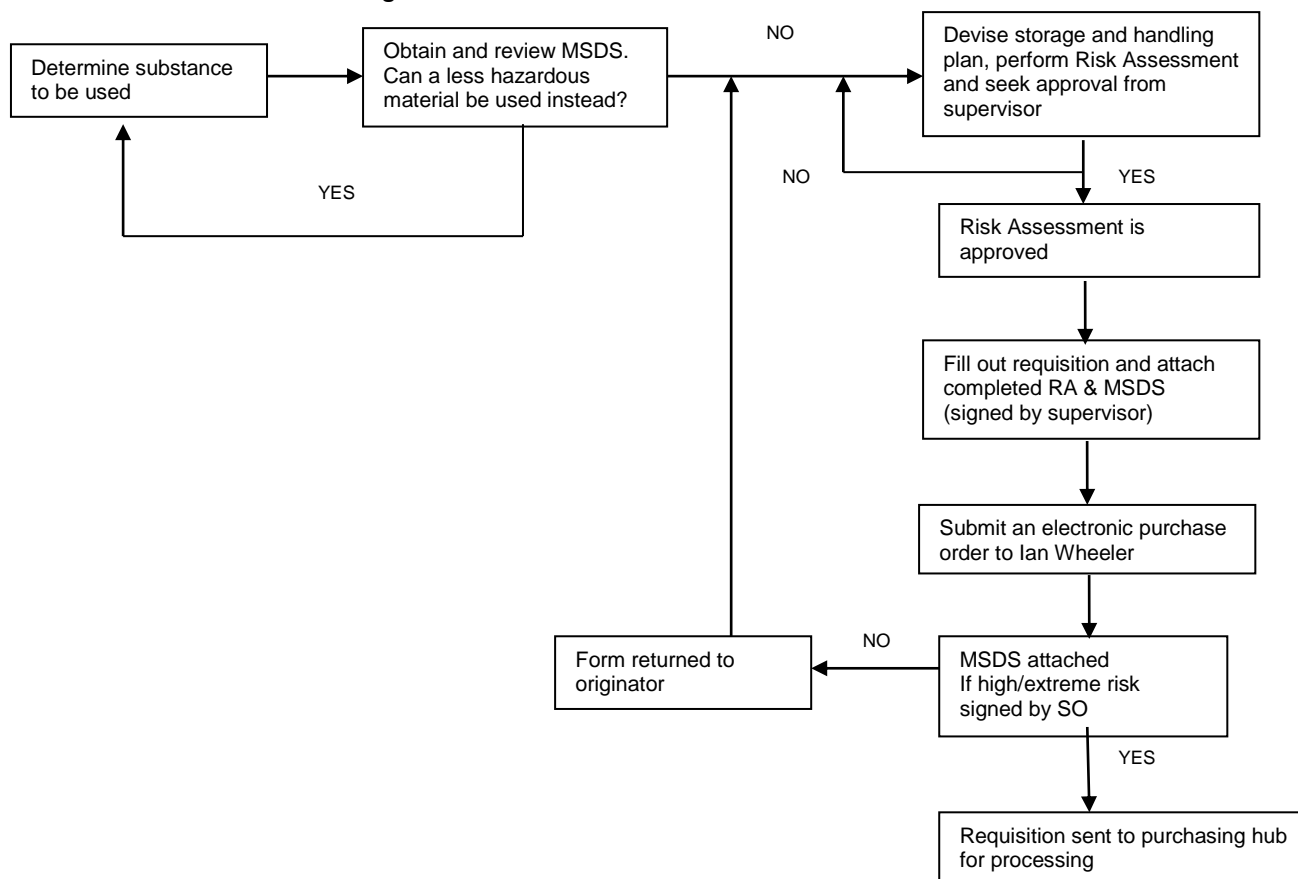 Determine substance
to be used
Obtain and review MSDS.
Can a less hazardous
material be used instead?
NO
Devise storage and handling
plan, perform Risk Assessment
and seek approval from
supervisor
YES
NO
YES
Risk Assessment is
approved
Fill out requisition and attach
completed RA & MSDS
(signed by supervisor)
Submit an electronic purchase
order to Ian Wheeler
Form returned to
originator
NO
MSDS attached
If high/extreme risk
signed by SO
YES
Requisition sent to purchasing hub
for processing